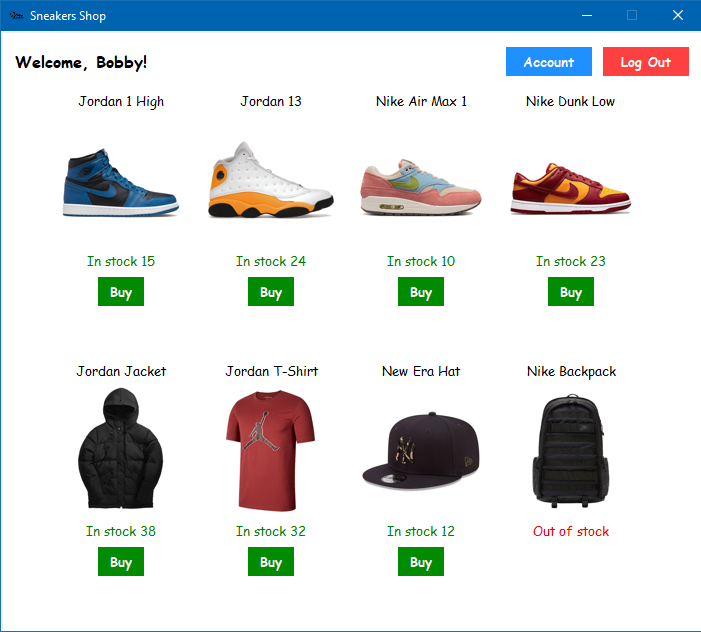 Sneakers Shop
Welcome, Bobby!
Account
Log Out
Jordan 1 High
Jordan 13
Nike Air Max 1
Nike Dunk Low
In stock 15
In stock 24
In stock 10
In stock 23
Buy
Buy
Buy
Buy
Jordan Jacket
Jordan T-Shirt
New Era Hat
Nike Backpack
In stock 38
In stock 32
In stock 12
Out of stock
Buy
Buy
Buy